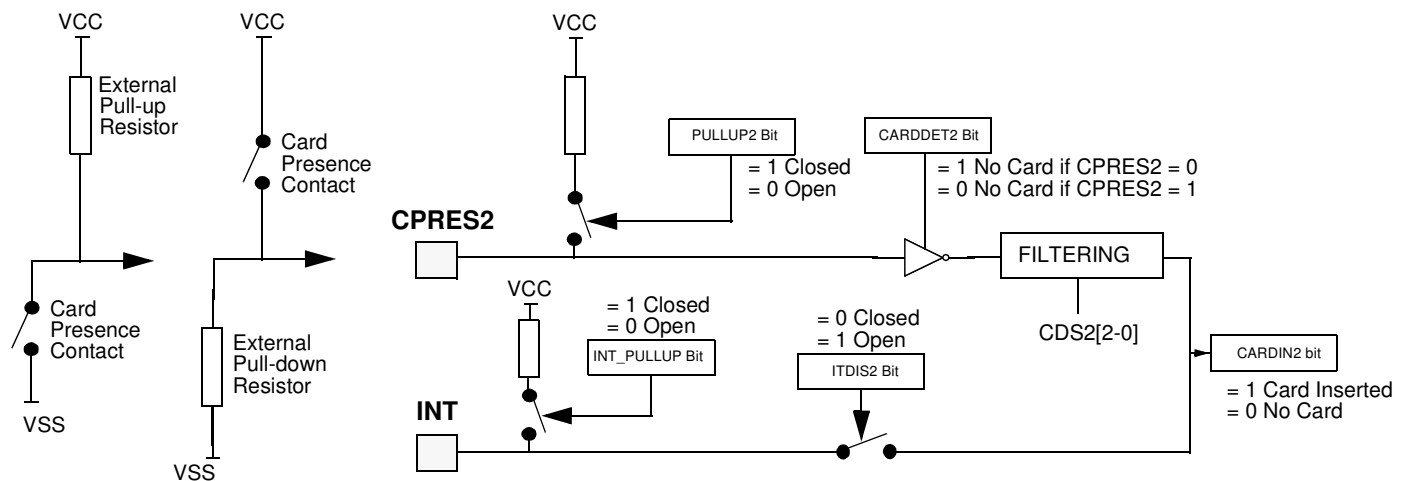 VCC
External
Pull-up
Resistor
Card
Presence
Contact
VSS
VCC
Card
Presence
Contact
External
Pull-down
Resistor
VSS
VCC
PULLUP2 Bit
= 1 Closed
= 0 Open
CARDDET2 Bit
= 1 No Card if CPRES2 = 0
= 0 No Card if CPRES2 = 1
CPRES2
FILTERING
CDS2[2-0]
VCC
= 1 Closed
= 0 Open
INT_PULLUP Bit
= 0 Closed
= 1 Open
ITDIS2 Bit
INT
CARDIN2 bit
= 1 Card Inserted
= 0 No Card